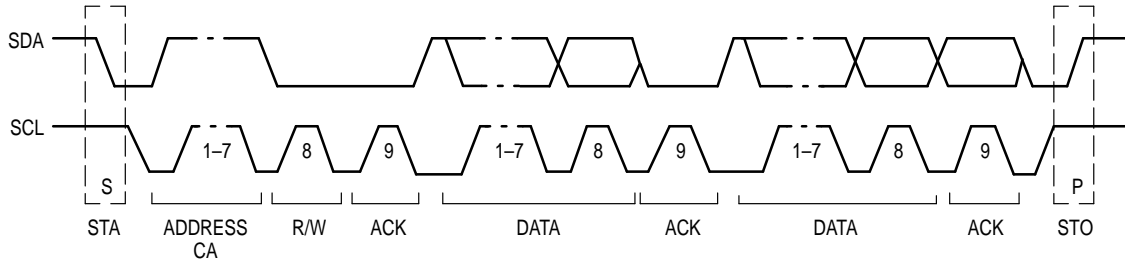 SDA
SCL
1–7 8 9 1–7 8 9 1–7 8 9
S P
STA ADDRESS R/W ACK DATA ACK DATA ACK STO
CA